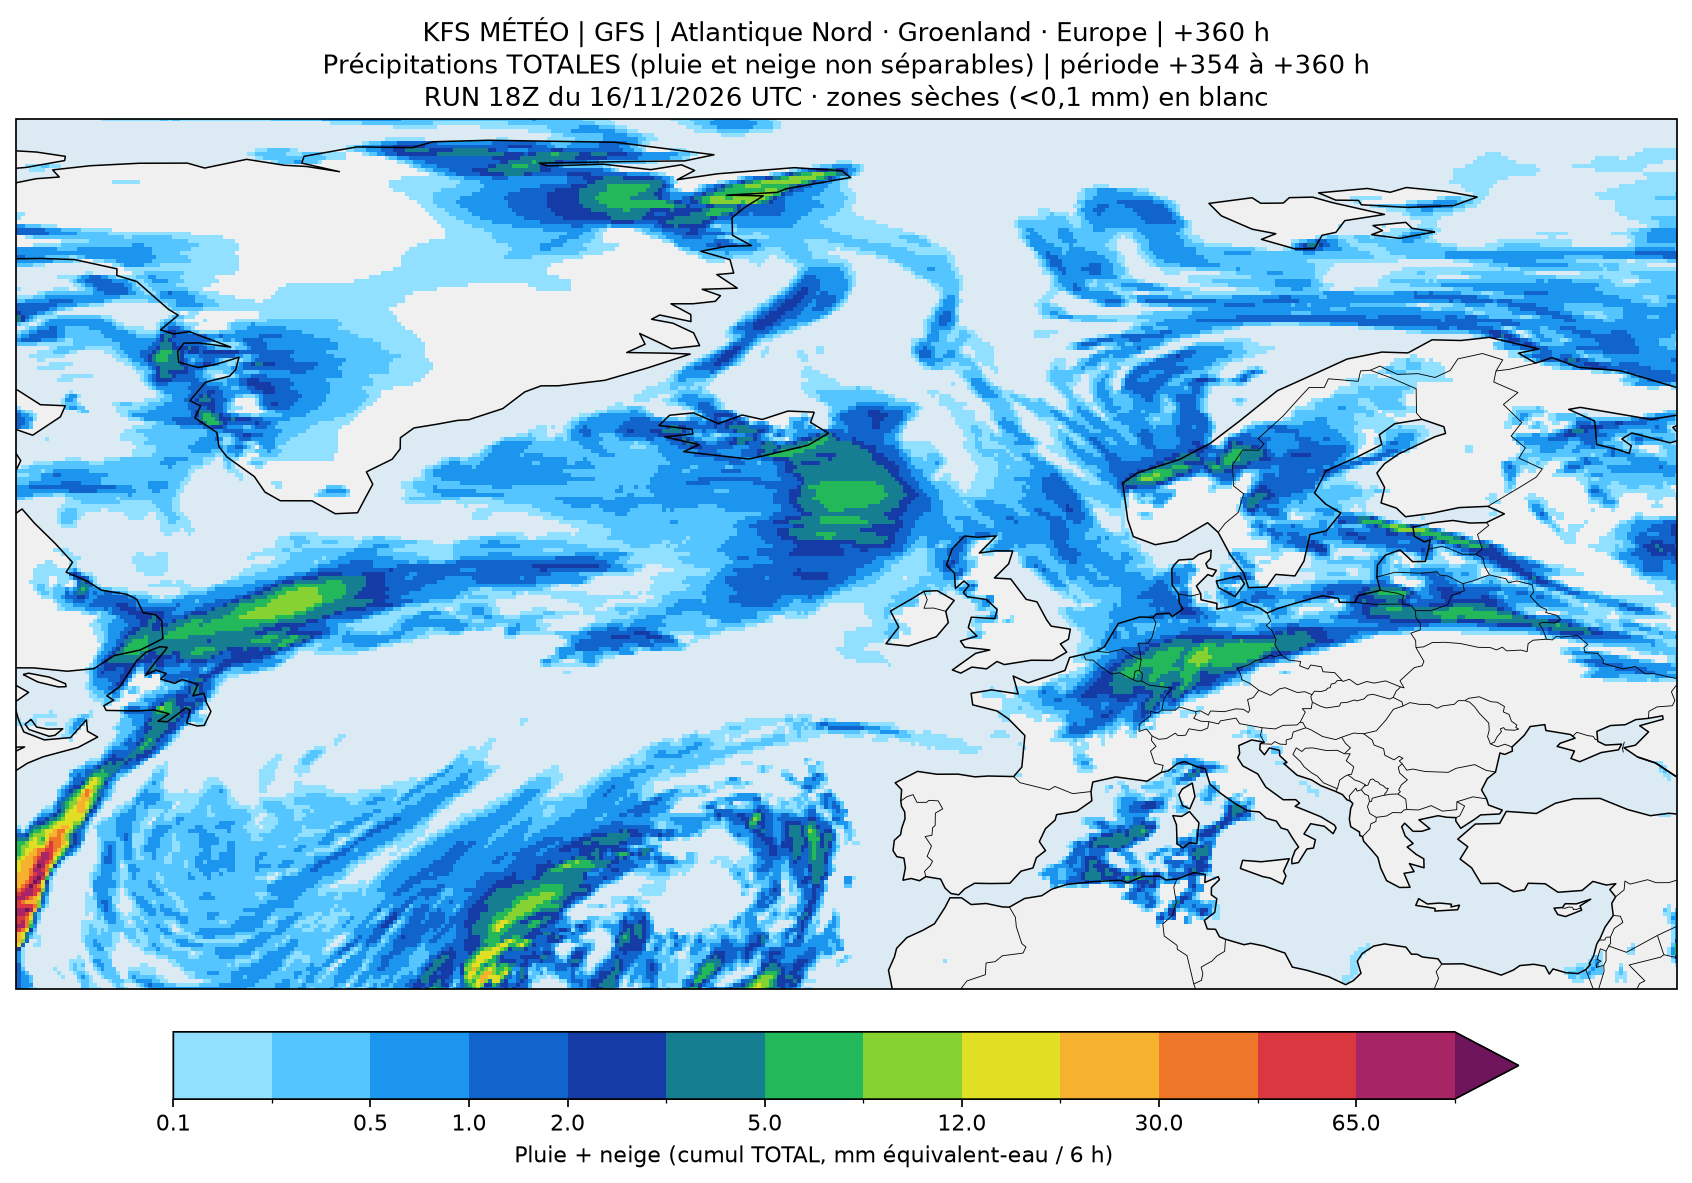 KFS MÉTÉO | GFS | Atlantique Nord · Groenland · Europe | +360 h
Précipitations TOTALES (pluie et neige non séparables) | période +354 à +360 h
RUN 18Z du 16/11/2026 UTC · zones sèches (<0,1 mm) en blanc
0.1 0.5 1.0 2.0 5.0 12.0 30.0 65.0
Pluie + neige (cumul TOTAL, mm équivalent-eau / 6 h)